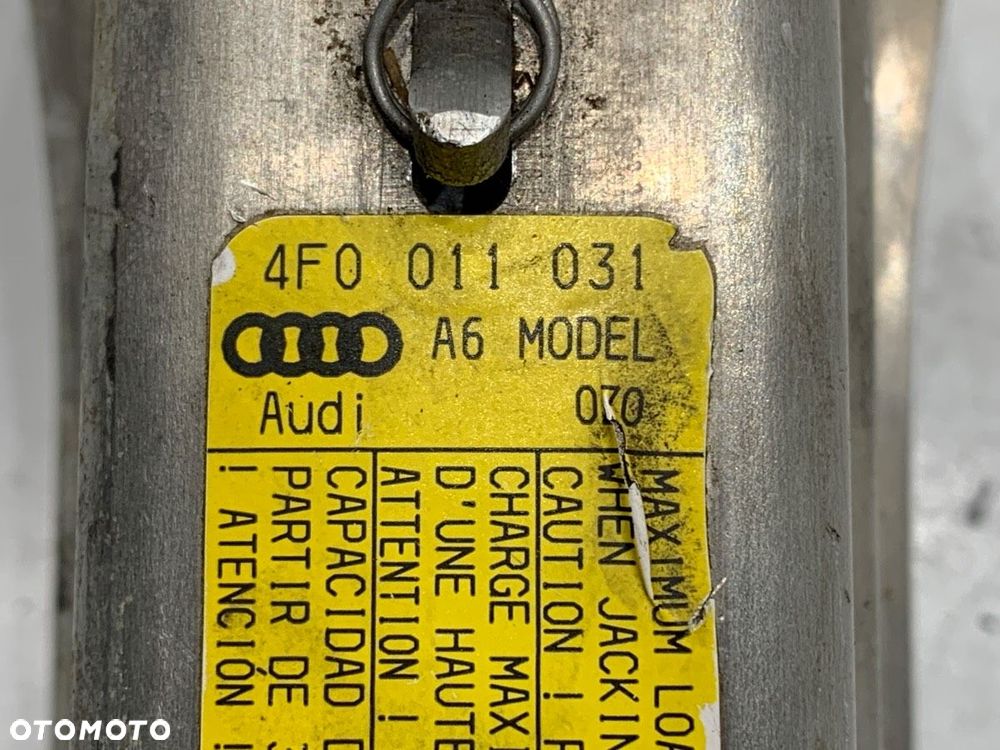 4F0 011 031
A6 MODEL
Audi
MAXIMUM LOA
WHEN JACKIN
CAUTION !
CHARGE MAXI
D'UNE HAUTE
ATTENTION !
CAPACIDAD D
PARTIR DE 3
! ATENCIÓN !
OTOMOTO